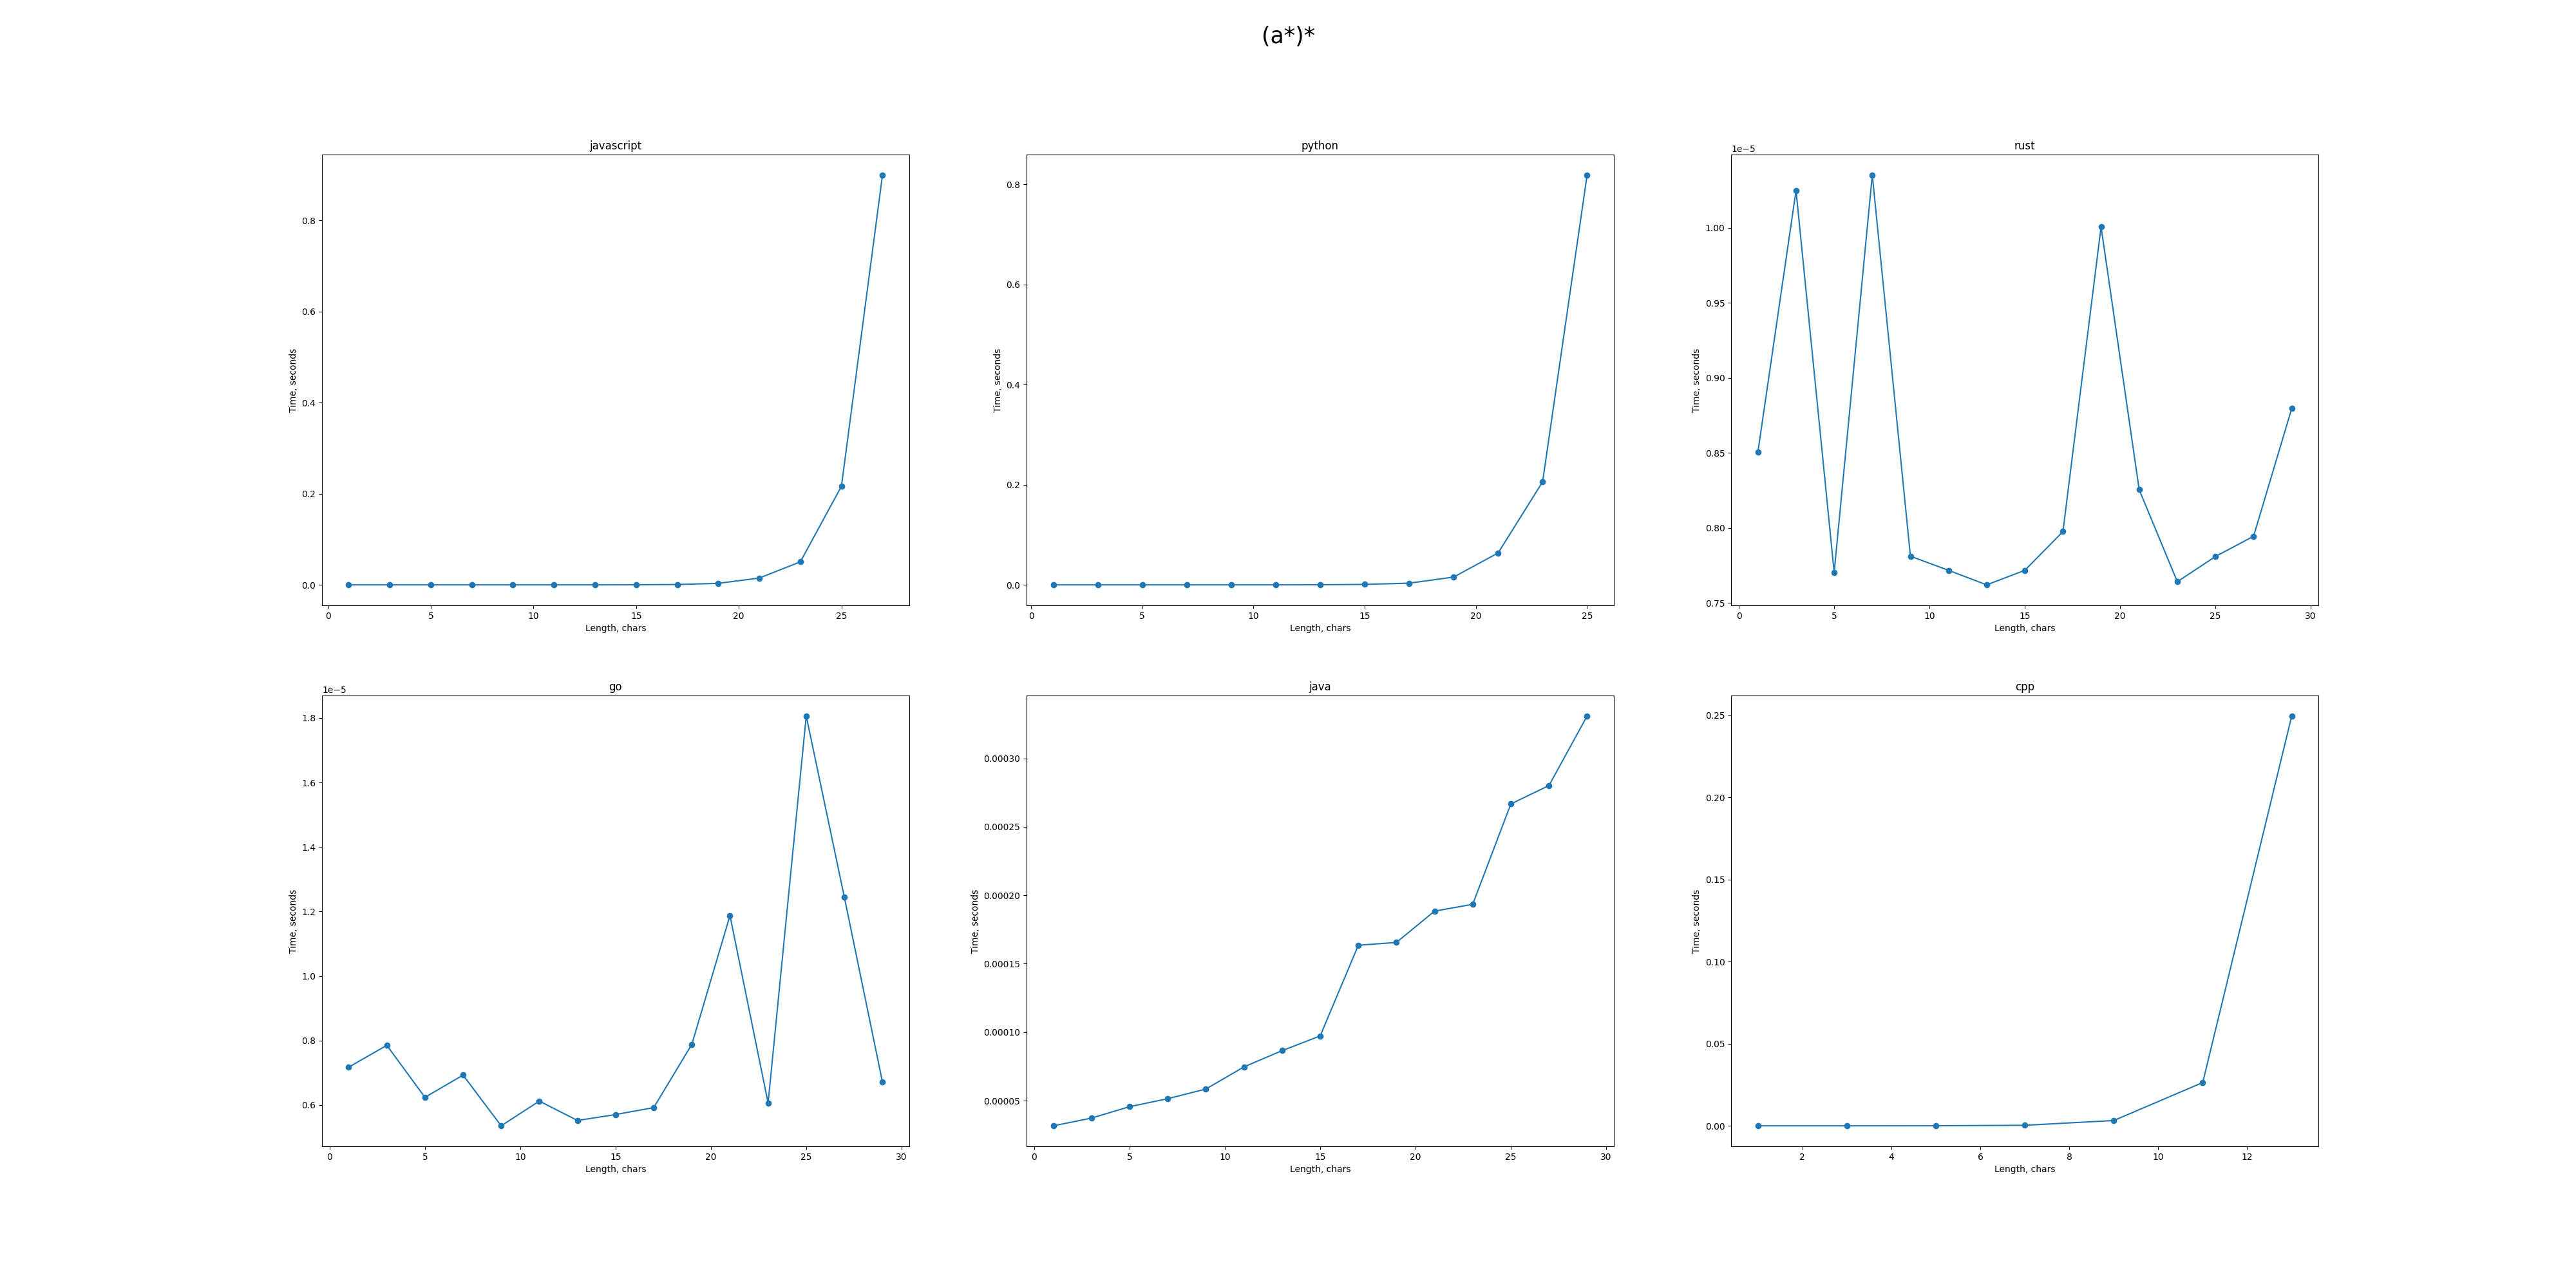 (a*)*
javascript
0.8
0.6
0.4
0.2
0.0
Time, seconds
0 5 10 15 20 25
Length, chars
python
0.8
0.6
0.4
0.2
0.0
Time, seconds
0 5 10 15 20 25
Length, chars
rust
1e−5
1.00
0.95
0.90
0.85
0.80
0.75
Time, seconds
0 5 10 15 20 25 30
Length, chars
go
1e−5
1.8
1.6
1.4
1.2
1.0
0.8
0.6
Time, seconds
0 5 10 15 20 25 30
Length, chars
java
0.00030
0.00025
0.00020
0.00015
0.00010
0.00005
Time, seconds
0 5 10 15 20 25 30
Length, chars
cpp
0.25
0.20
0.15
0.10
0.05
0.00
Time, seconds
2 4 6 8 10 12
Length, chars